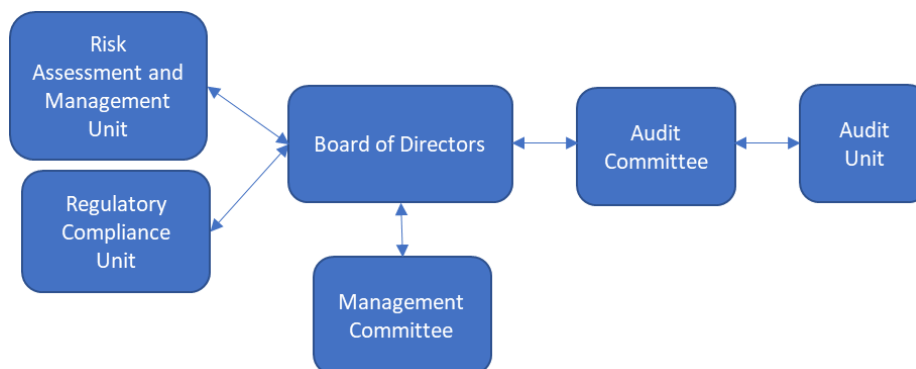 Risk
Assessment and
Management
Unit
Board of Directors
Audit
Committee
Audit
Unit
Regulatory
Compliance
Unit
Management
Committee